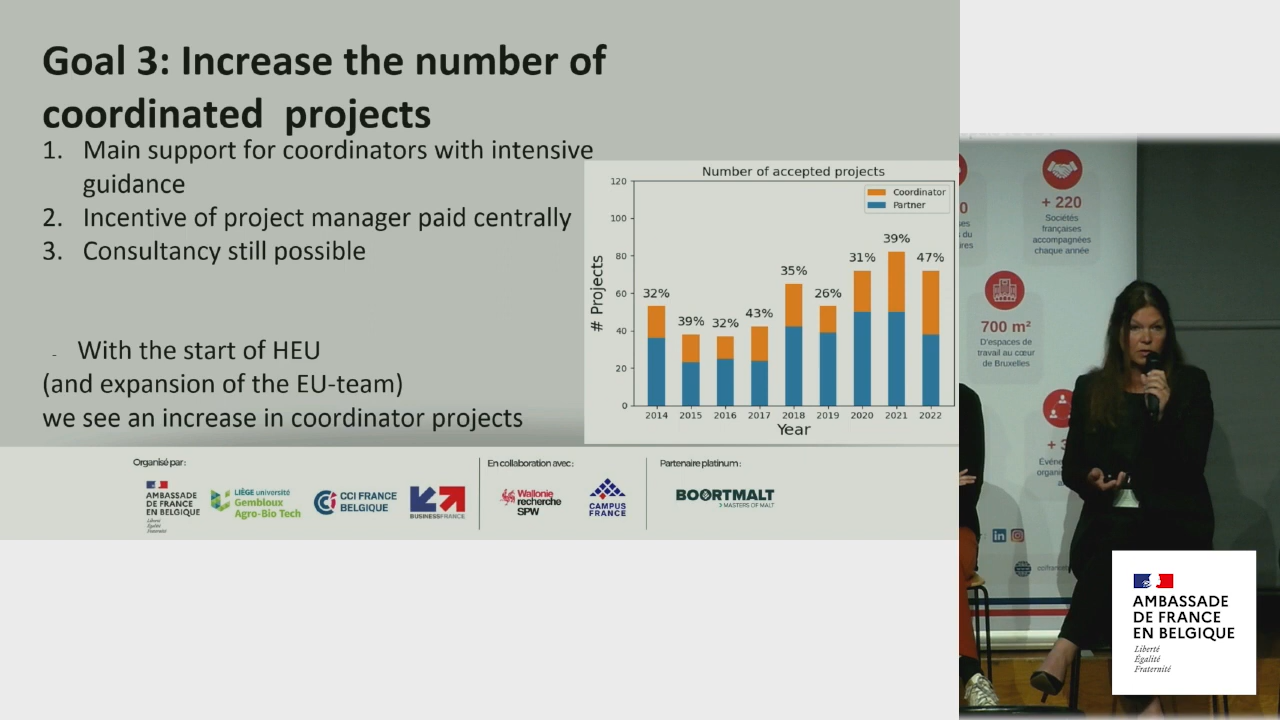 Goal 3: Increase the number of
coordinated projects
1. Main support for coordinators with intensive
guidance
2. Incentive of project manager paid centrally
3. Consultancy still possible
- With the start of HEU
(and expansion of the EU-team)
we see an increase in coordinator projects
Number of accepted projects
Coordinator
Partner
# Projects
120
100
80
60
40
20
0
32%
39%
32%
43%
35%
26%
31%
39%
47%
2014 2015 2016 2017 2018 2019 2020 2021 2022
Year
Organisé par :
AMBASSADE
DE FRANCE
EN BELGIQUE
Liberté
Égalité
Fraternité
LIÈGE université
Gembloux
Agro-Bio Tech
CCI FRANCE
BELGIQUE
BUSINESS FRANCE
En collaboration avec :
Wallonie
recherche
SPW
CAMPUS
FRANCE
Partenaire platinum :
BOORTMALT
MASTERS OF MALT
+ 220
Sociétés
françaises
accompagnées
chaque année
700 m²
D'espaces de
travail au cœur
de Bruxelles
AMBASSADE
DE FRANCE
EN BELGIQUE
Liberté
Égalité
Fraternité